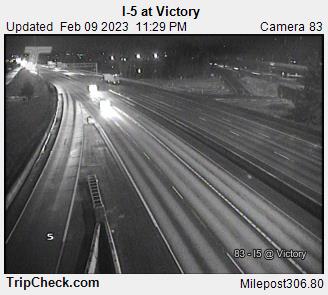 I-5 at Victory
Updated  Feb 09 2023  11:29 PM
Camera 83
S
83 - I5 @ Victory
TripCheck.com
Milepost306.80